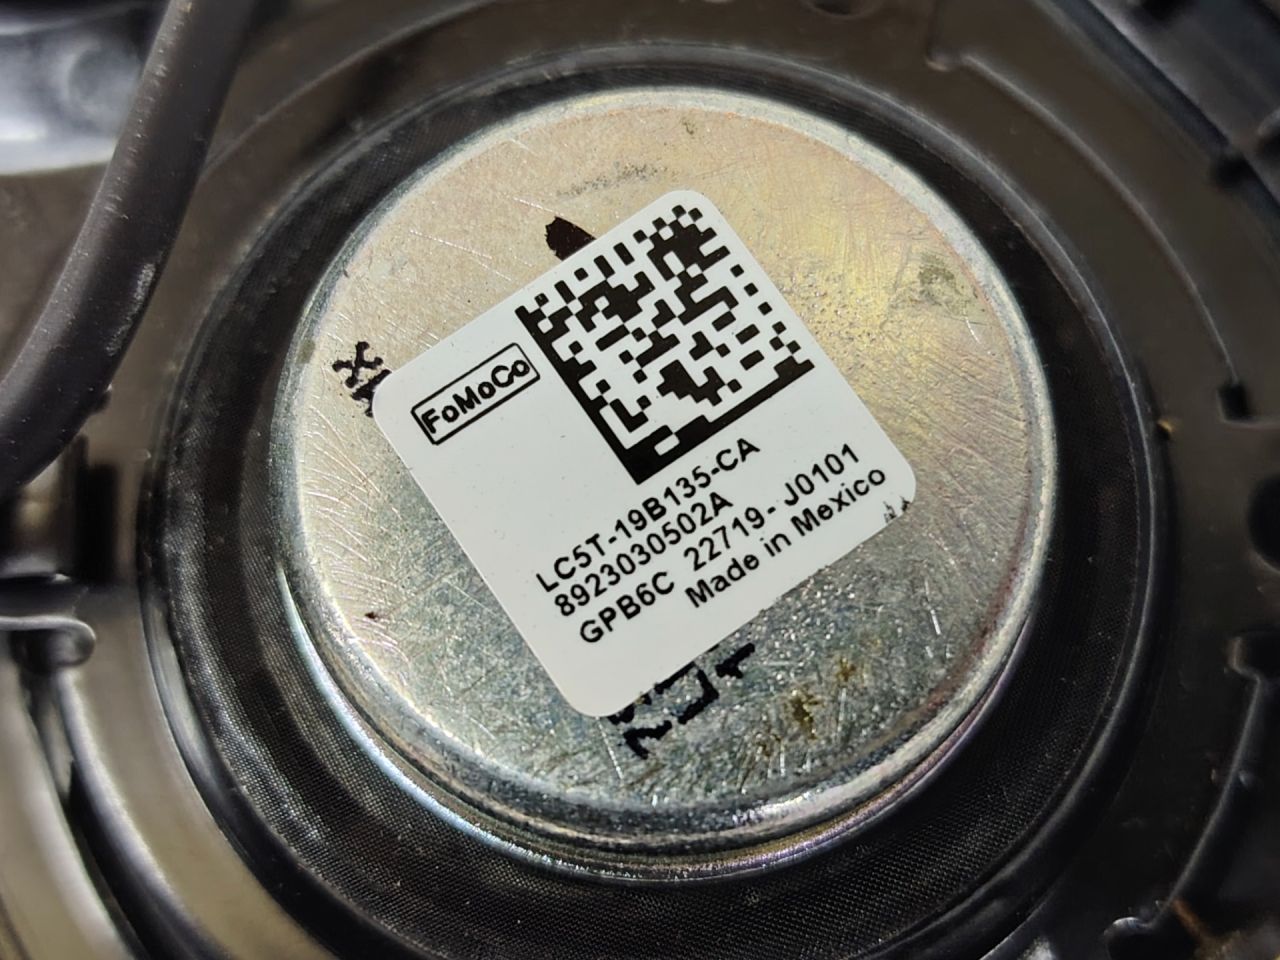 FoMoCo
LC5T-19B135-CA
8923030502A
GPB6C 22719- J0101
Made in Mexico